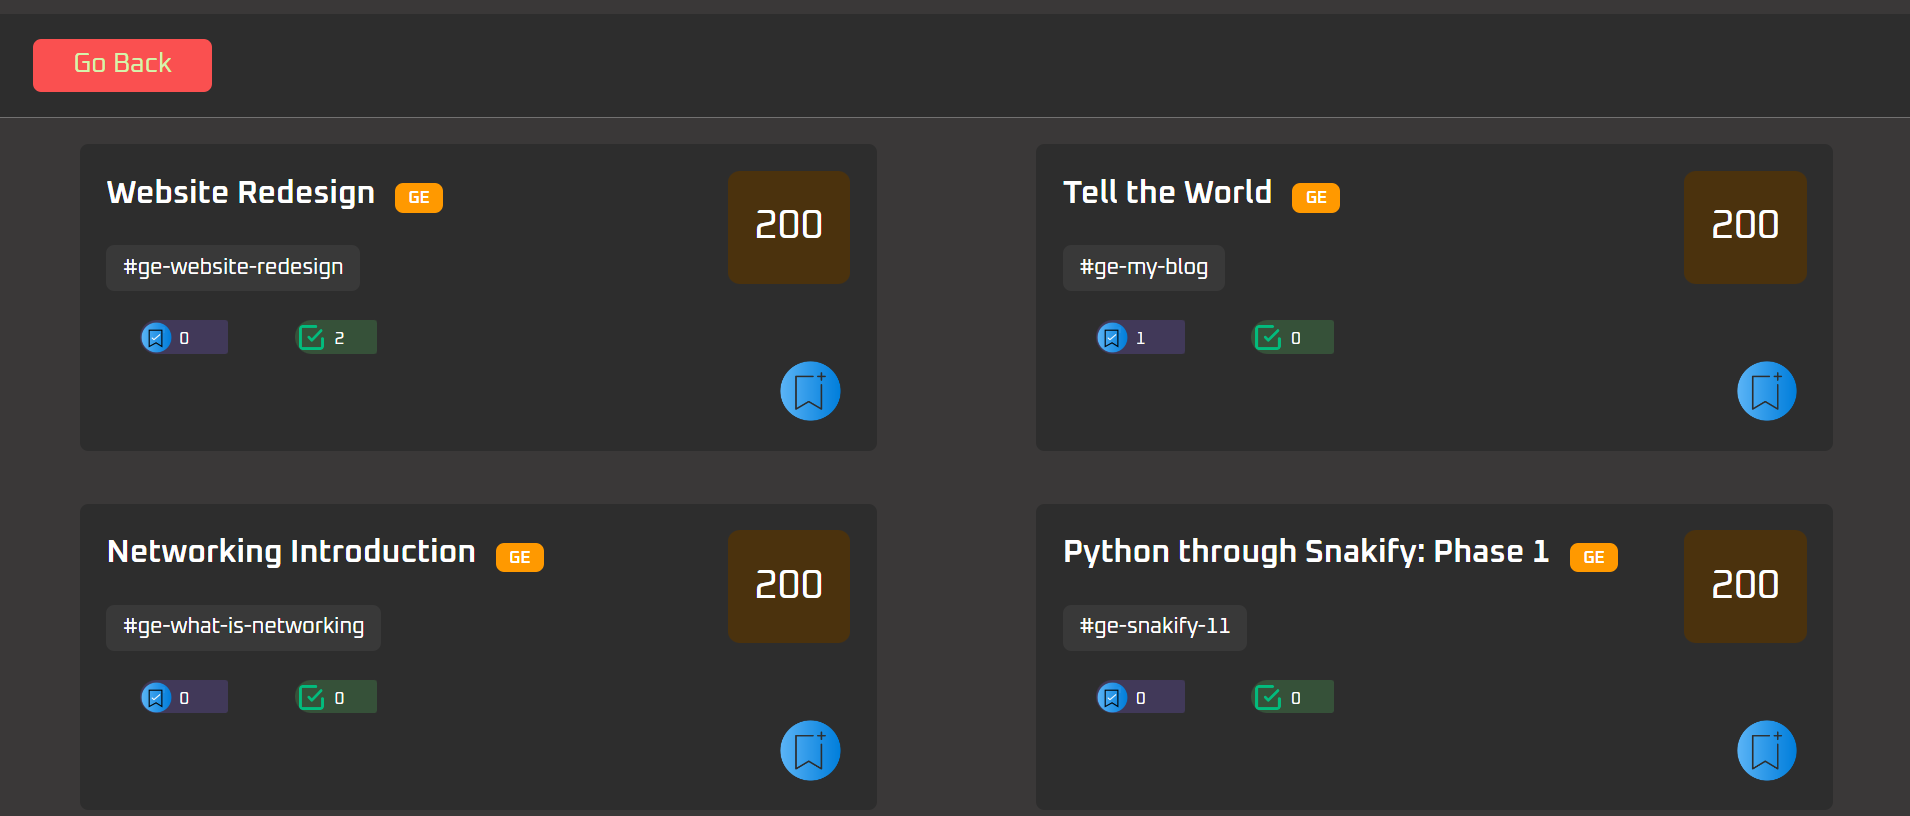 Go Back
Website Redesign GE
200
#ge-website-redesign
0 2
Tell the World GE
200
#ge-my-blog
1 0
Networking Introduction GE
200
#ge-what-is-networking
0 0
Python through Snakify: Phase 1 GE
200
#ge-snakify-11
0 0